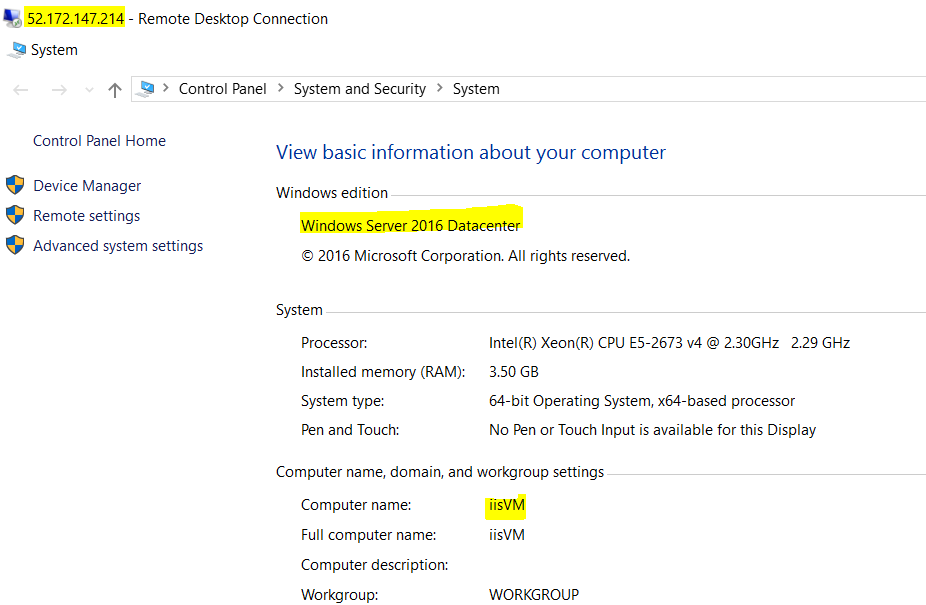 52.172.147.214 - Remote Desktop Connection
System
Control Panel > System and Security > System
Control Panel Home
Device Manager
Remote settings
Advanced system settings
View basic information about your computer
Windows edition
Windows Server 2016 Datacenter
© 2016 Microsoft Corporation. All rights reserved.
System
Processor: Intel(R) Xeon(R) CPU E5-2673 v4 @ 2.30GHz 2.29 GHz
Installed memory (RAM): 3.50 GB
System type: 64-bit Operating System, x64-based processor
Pen and Touch: No Pen or Touch Input is available for this Display
Computer name, domain, and workgroup settings
Computer name: iisVM
Full computer name: iisVM
Computer description:
Workgroup: WORKGROUP